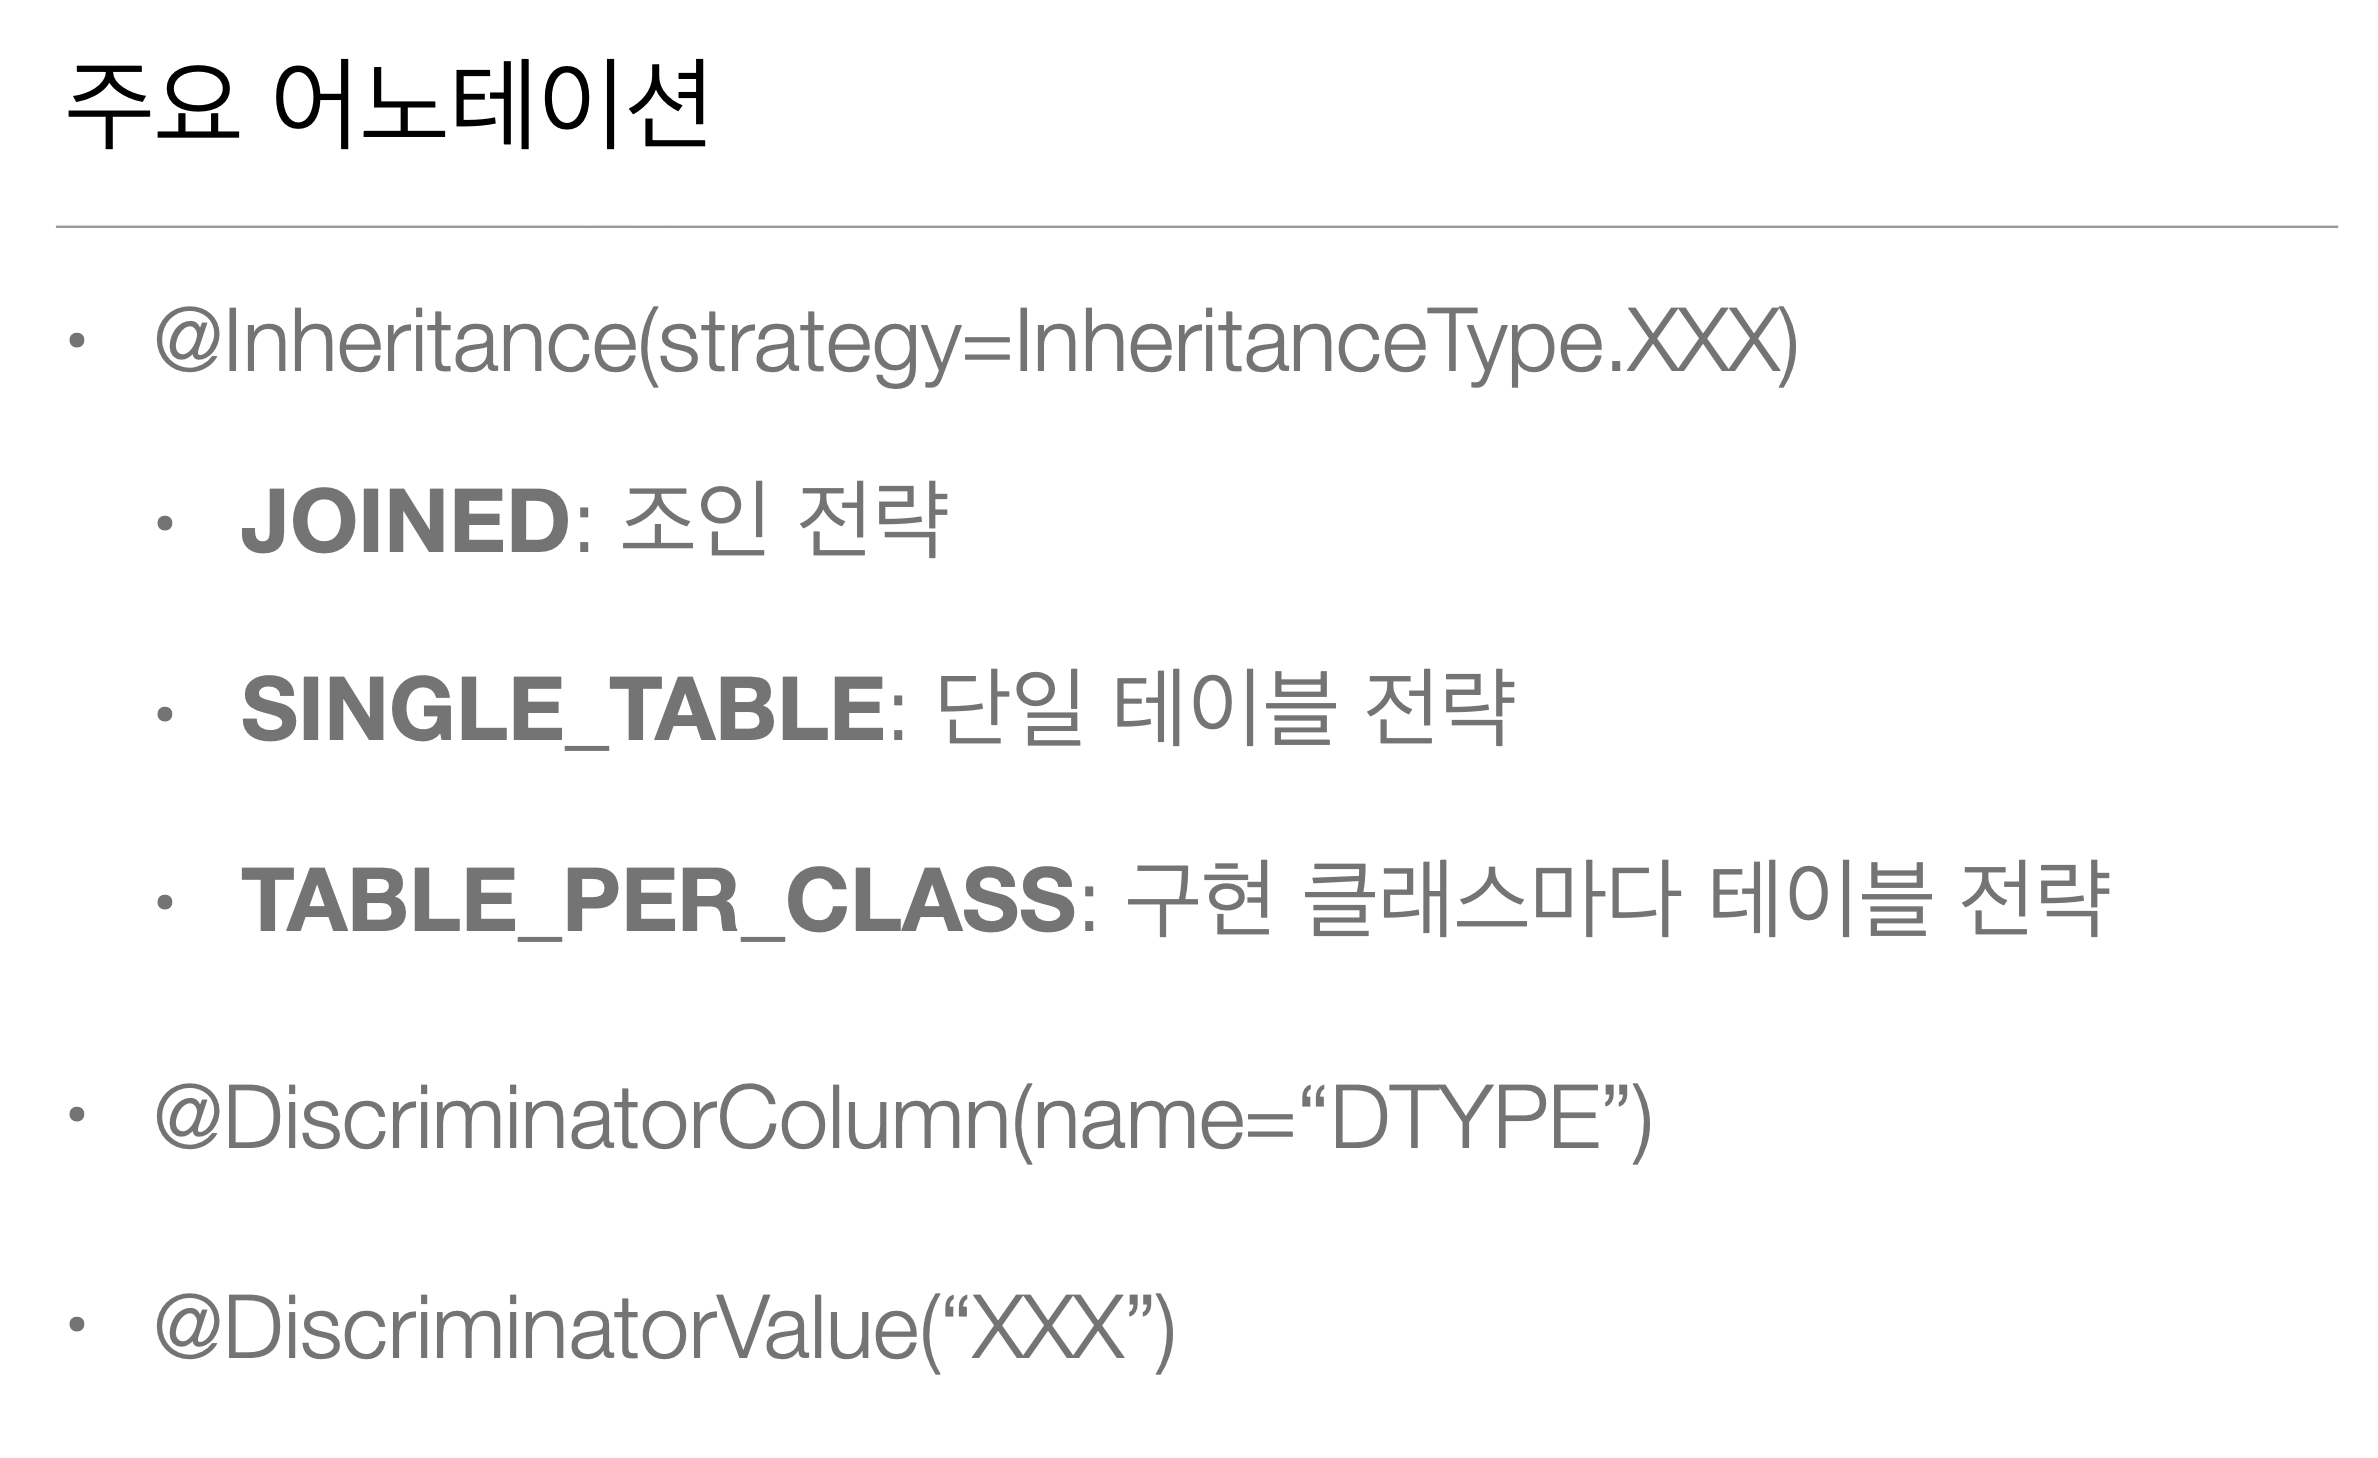 주요 어노테이션
• @Inheritance(strategy=InheritanceType.XXX)
• JOINED: 조인 전략
• SINGLE_TABLE: 단일 테이블 전략
• TABLE_PER_CLASS: 구현 클래스마다 테이블 전략
• @DiscriminatorColumn(name=“DTYPE”)
• @DiscriminatorValue(“XXX”)